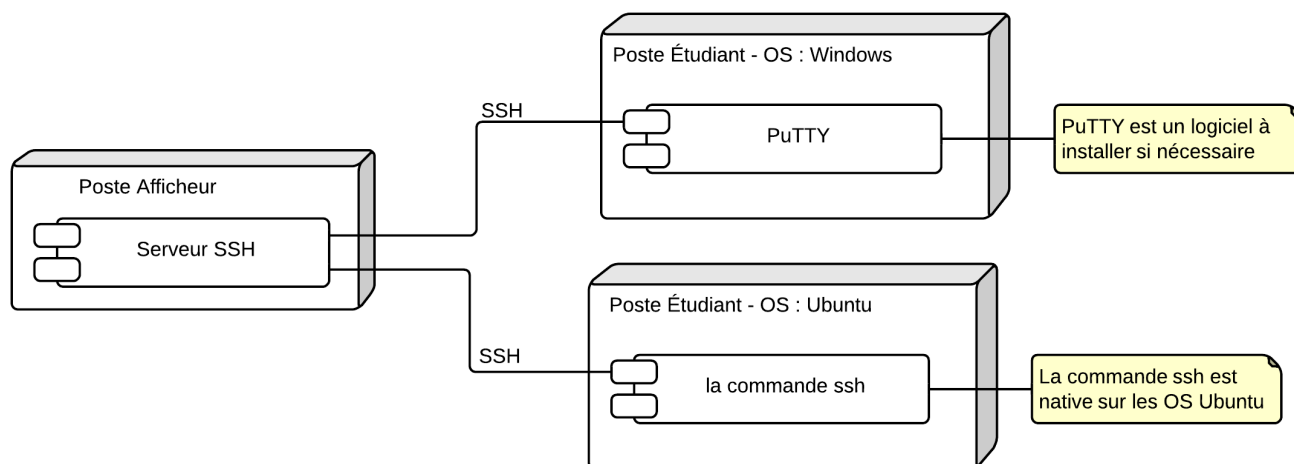 Poste Étudiant - OS : Windows
SSH
PuTTY
PuTTY est un logiciel à
installer si nécessaire
Poste Afficheur
Serveur SSH
Poste Étudiant - OS : Ubuntu
SSH
la commande ssh
La commande ssh est
native sur les OS Ubuntu